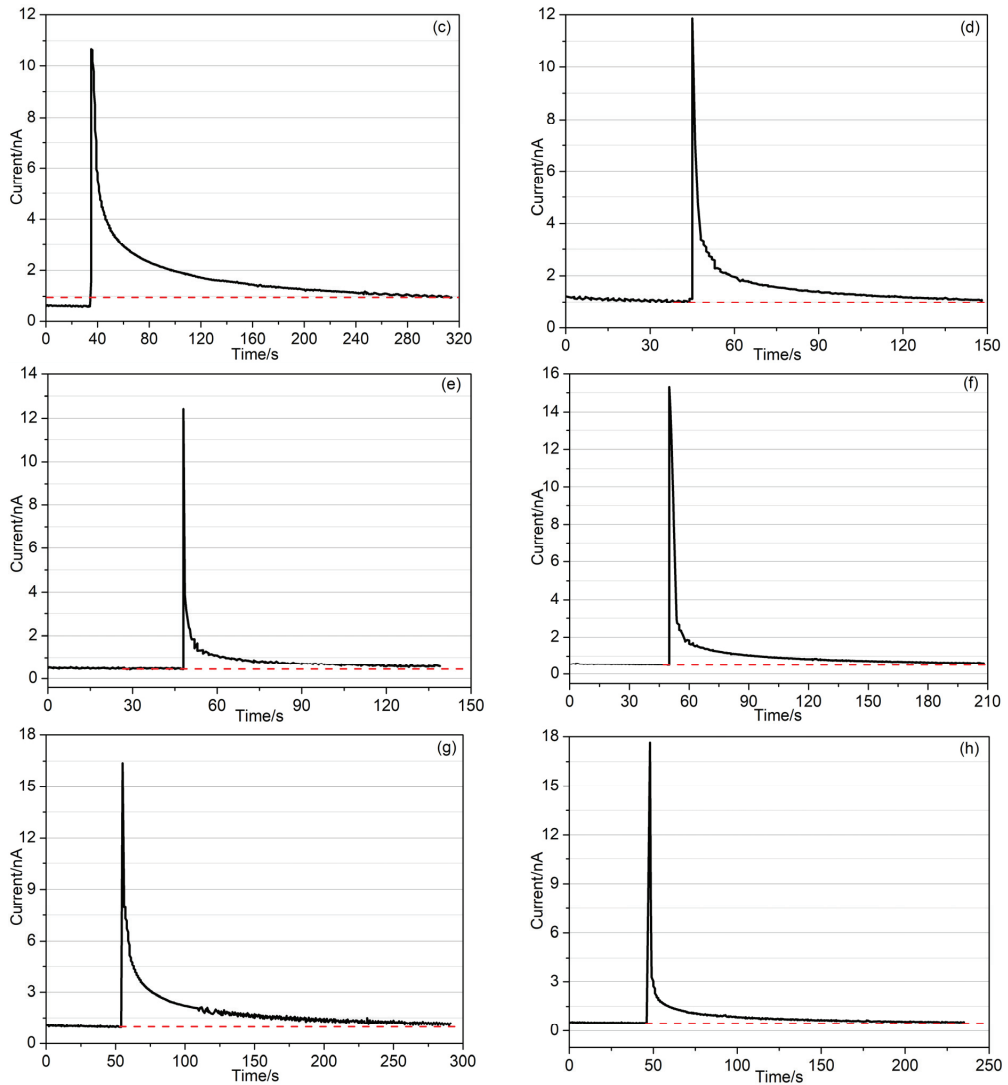 (c)
Current/nA
12
10
8
6
4
2
0
0 40 80 120 160 200 240 280 320
Time/s
(d)
Current/nA
12
10
8
6
4
2
0
0 30 60 90 120 150
Time/s
(e)
Current/nA
14
12
10
8
6
4
2
0
0 30 60 90 120 150
Time/s
(f)
Current/nA
16
14
12
10
8
6
4
2
0
0 30 60 90 120 150 180 210
Time/s
(g)
Current/nA
18
15
12
9
6
3
0
0 50 100 150 200 250 300
Time/s
(h)
Current/nA
18
15
12
9
6
3
0
0 50 100 150 200 250
Time/s